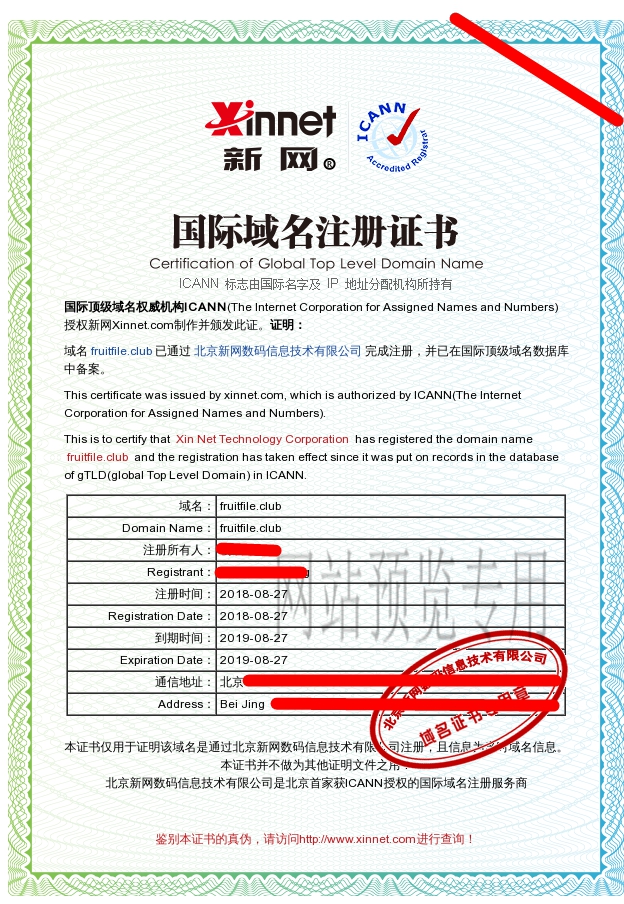 Xinnet
新网®
ICANN
Accredited Registrar
国际域名注册证书
Certification of Global Top Level Domain Name
ICANN 标志由国际名字及 IP 地址分配机构所持有
国际顶级域名权威机构ICANN(The Internet Corporation for Assigned Names and Numbers)
授权新网Xinnet.com制作并颁发此证。证明：
域名 fruitfile.club 已通过 北京新网数码信息技术有限公司 完成注册，并已在国际顶级域名数据库
中备案。
This certificate was issued by xinnet.com, which is authorized by ICANN(The Internet
Corporation for Assigned Names and Numbers).
This is to certify that Xin Net Technology Corporation has registered the domain name
fruitfile.club and the registration has taken effect since it was put on records in the database
of gTLD(global Top Level Domain) in ICANN.
域名： fruitfile.club
Domain Name： fruitfile.club
注册所有人：
Registrant：
注册时间： 2018-08-27
Registration Date： 2018-08-27
到期时间： 2019-08-27
Expiration Date： 2019-08-27
通信地址： 北京
Address： Bei Jing
网站预览专用
北京新网数码信息技术有限公司
域名证书专用章
本证书仅用于证明该域名是通过北京新网数码信息技术有限公司注册，且信息为该域名信息。
本证书并不做为其他证明文件之用！
北京新网数码信息技术有限公司是北京首家获ICANN授权的国际域名注册服务商
鉴别本证书的真伪，请访问http://www.xinnet.com进行查询！